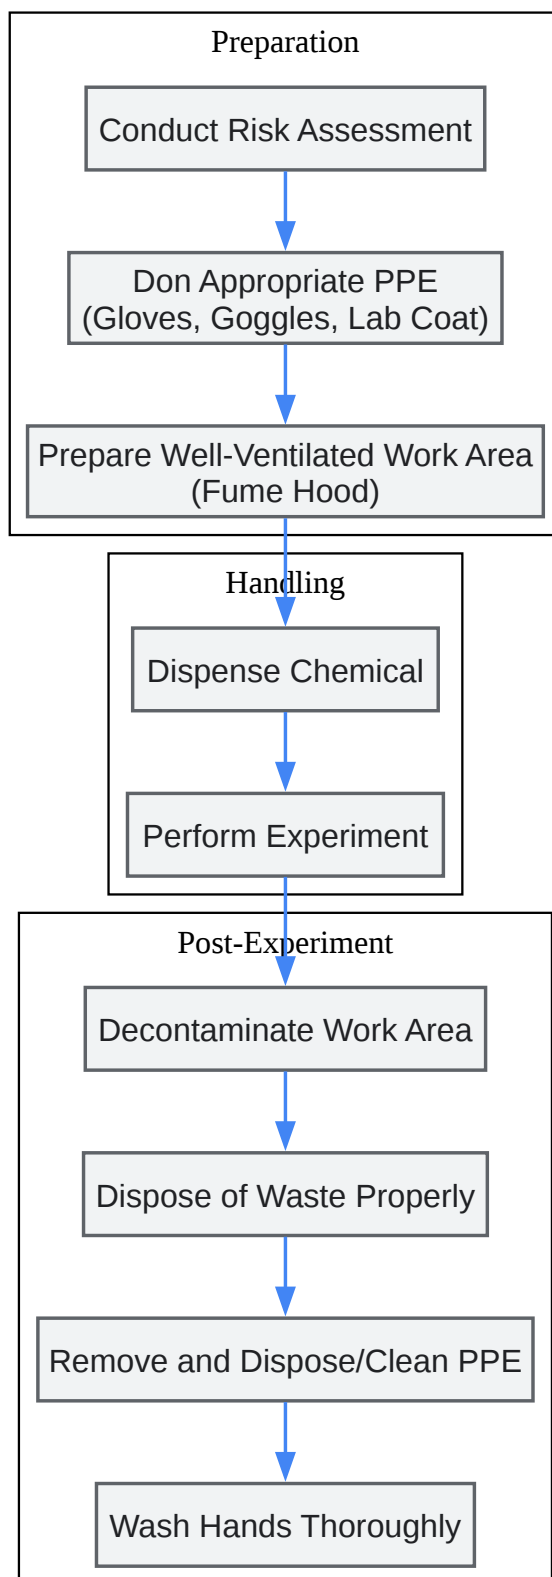 Preparation
Conduct Risk Assessment
Don Appropriate PPE
(Gloves, Goggles, Lab Coat)
Prepare Well-Ventilated Work Area
(Fume Hood)
Handling
Dispense Chemical
Perform Experiment
Post-Experiment
Decontaminate Work Area
Dispose of Waste Properly
Remove and Dispose/Clean PPE
Wash Hands Thoroughly